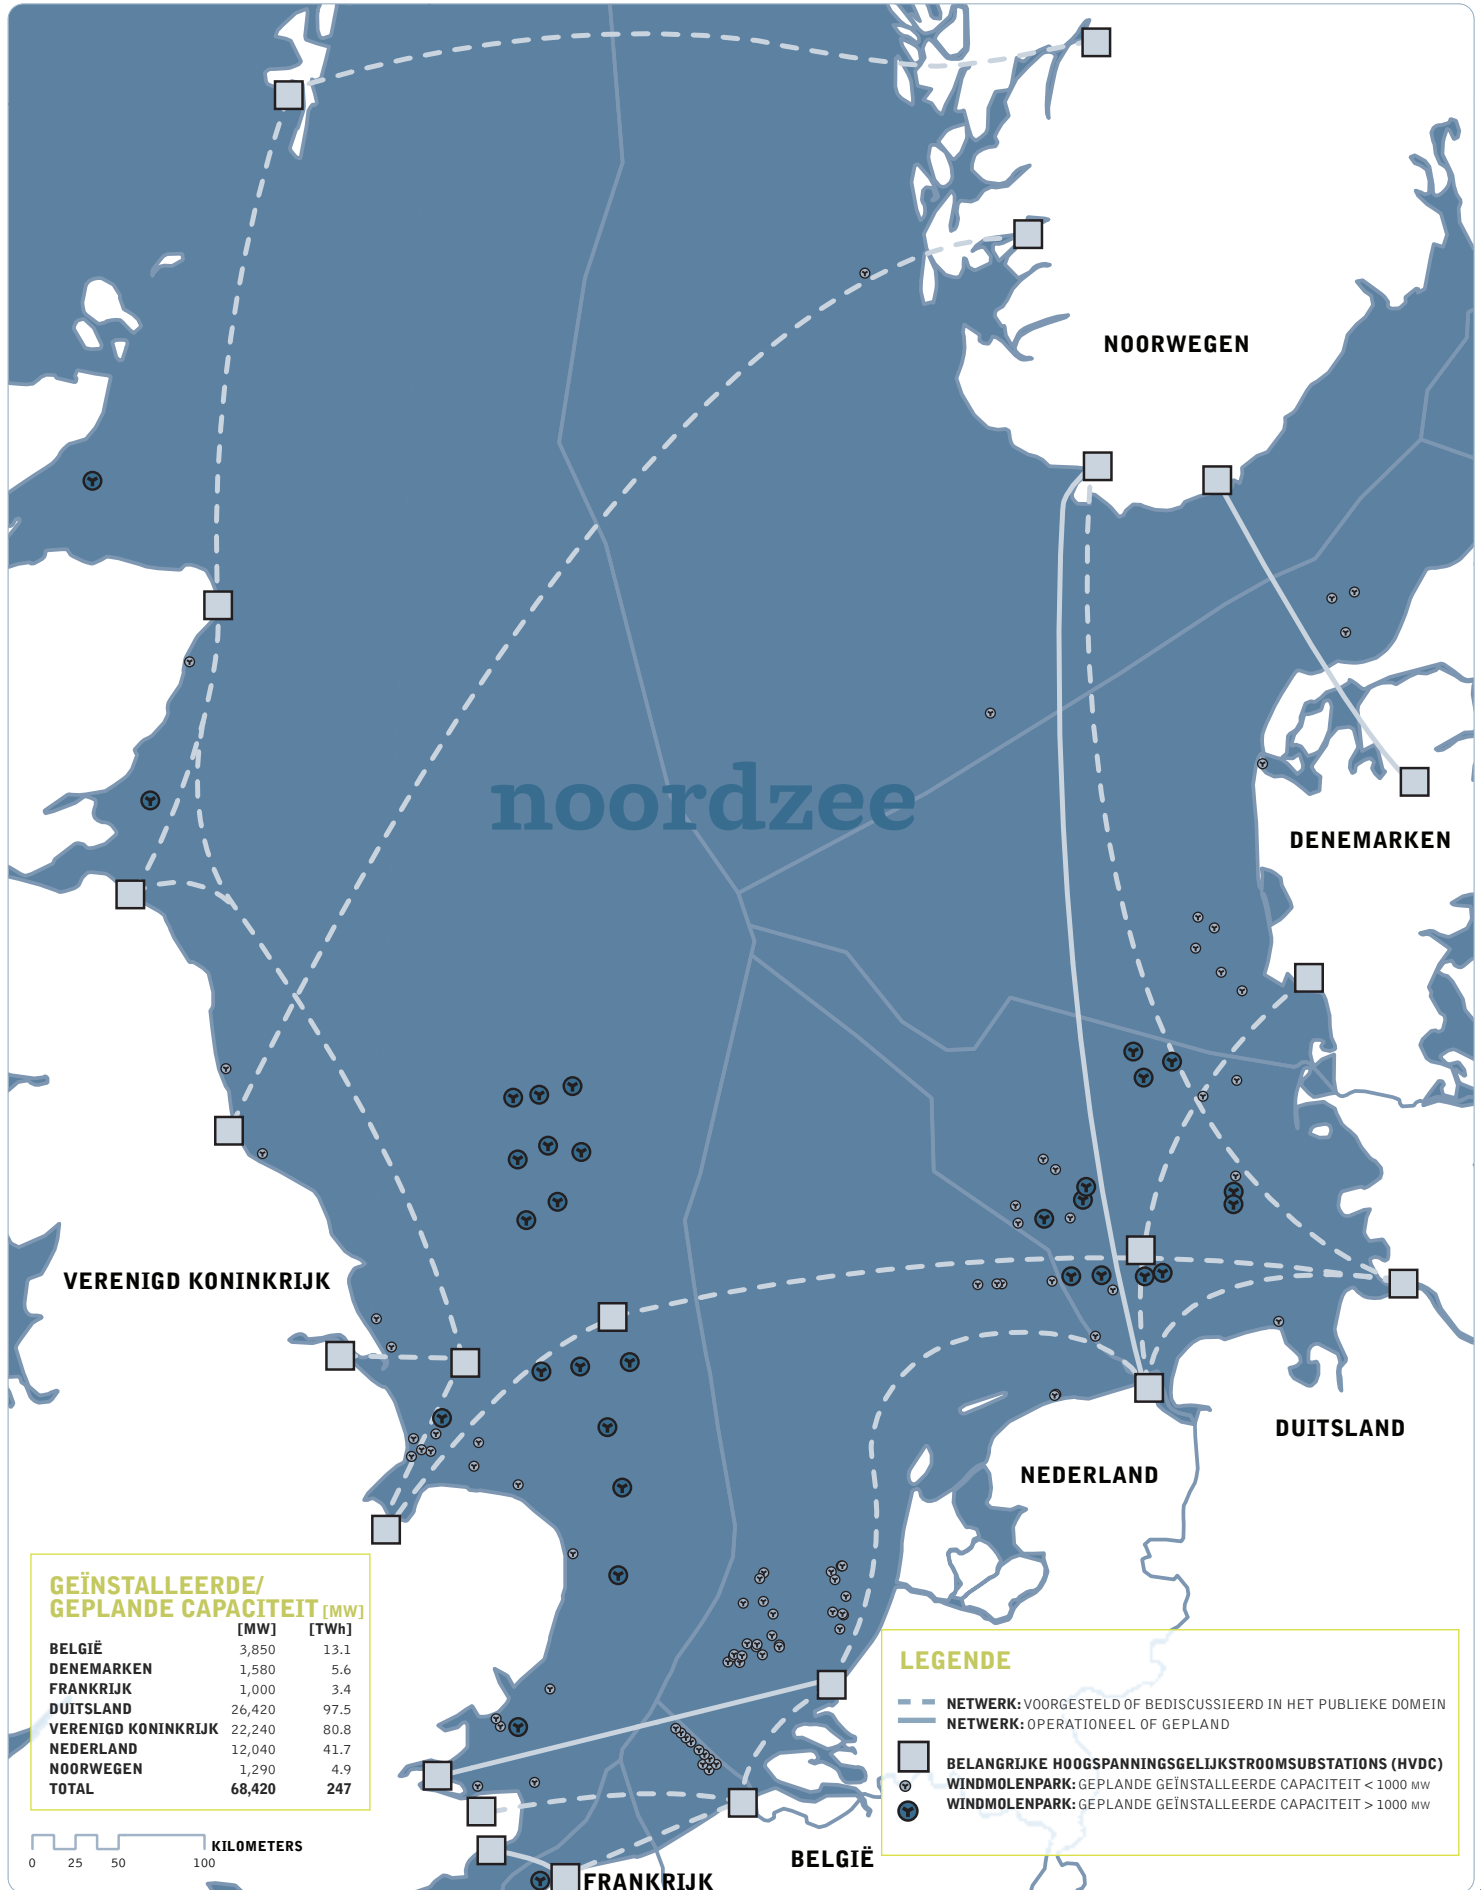 NOORWEGEN
noordzee
DENEMARKEN
VERENIGD KONINKRIJK
DUITSLAND
NEDERLAND
BELGIË
FRANKRIJK
GEÏNSTALLEERDE/
GEPLANDE CAPACITEIT [MW]
[MW] [TWh]
BELGIË 3,850 13.1
DENEMARKEN 1,580 5.6
FRANKRIJK 1,000 3.4
DUITSLAND 26,420 97.5
VERENIGD KONINKRIJK 22,240 80.8
NEDERLAND 12,040 41.7
NOORWEGEN 1,290 4.9
TOTAL 68,420 247
KILOMETERS
0 25 50 100
LEGENDE
NETWERK: VOORGESTELD OF BEDISCUSSIEERD IN HET PUBLIEKE DOMEIN
NETWERK: OPERATIONEEL OF GEPLAND
BELANGRIJKE HOOGSPANNINGSGELIJKSTROOMSUBSTATIONS (HVDC)
WINDMOLENPARK: GEPLANDE GEÏNSTALLEERDE CAPACITEIT < 1000 MW
WINDMOLENPARK: GEPLANDE GEÏNSTALLEERDE CAPACITEIT > 1000 MW